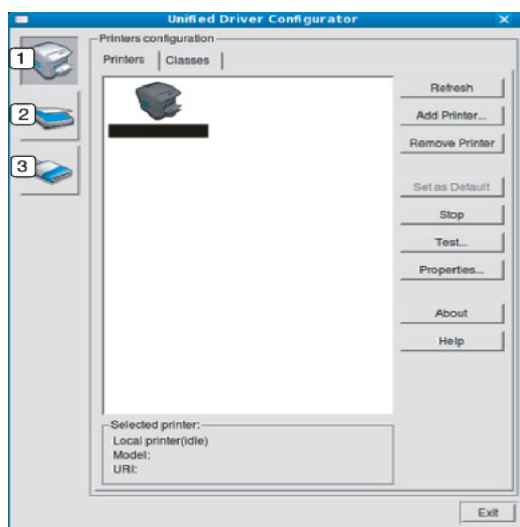 Unified Driver Configurator
Printers configuration
Printers
Classes
1
2
3
Refresh
Add Printer...
Remove Printer
Set as Default
Stop
Test...
Properties...
About
Help
Selected printer:
Local printer(idle)
Model:
URI:
Exit